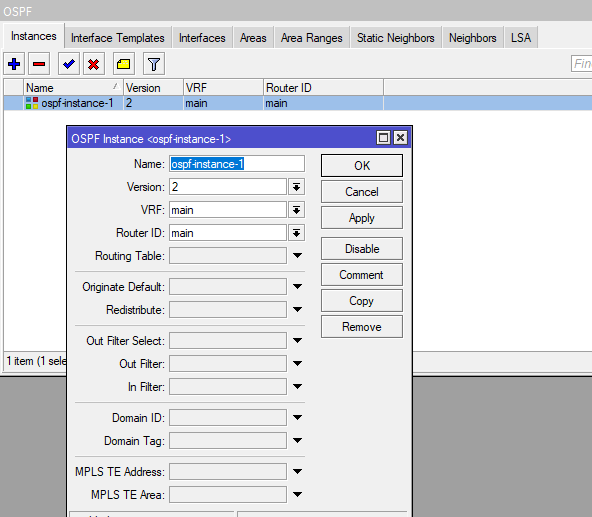 OSPF
Instances Interface Templates Interfaces Areas Area Ranges Static Neighbors Neighbors LSA
Find
Name Version VRF Router ID
ospf-instance-1 2 main main
OSPF Instance <ospf-instance-1>
Name: ospf-instance-1 OK
Version: 2 Cancel
VRF: main Apply
Router ID: main
Routing Table: Disable
Comment
Originate Default: Copy
Redistribute: Remove
Out Filter Select:
1 item (1 sele
Out Filter:
In Filter:
Domain ID:
Domain Tag:
MPLS TE Address:
MPLS TE Area: